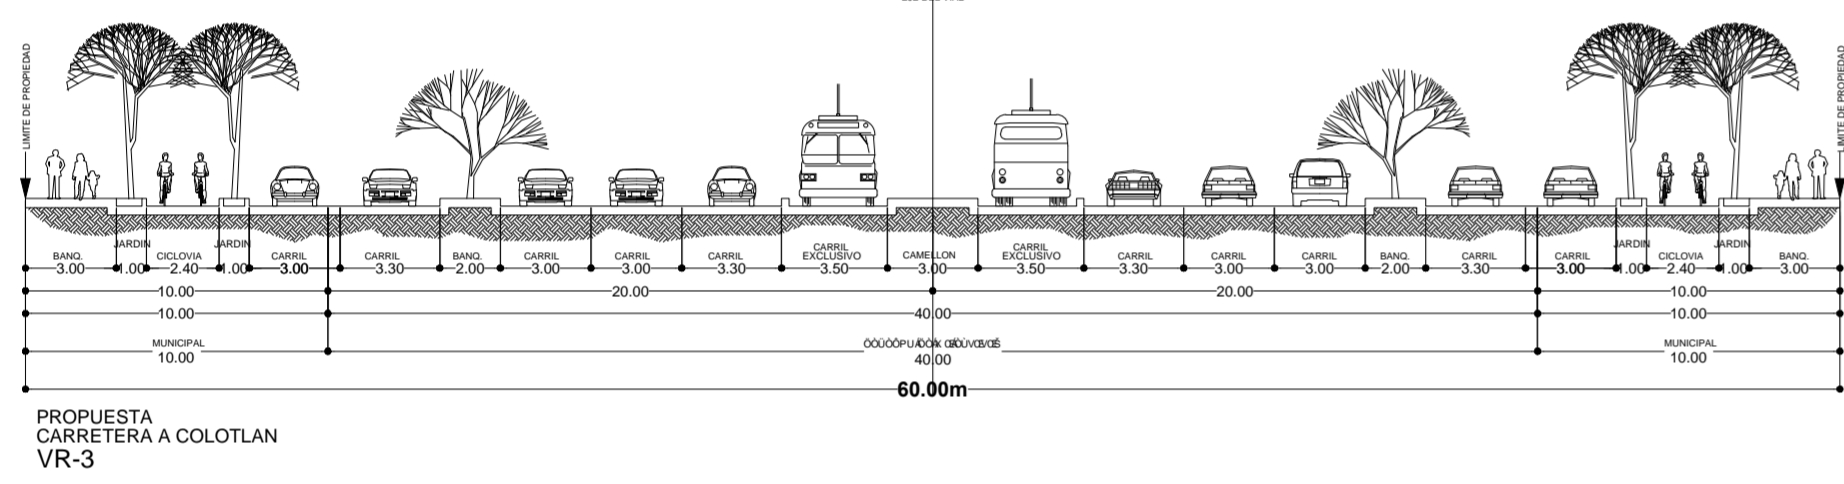 LIMITE DE PROPIEDAD
LIMITE DE PROPIEDAD
JARDIN JARDIN CARRIL CARRIL JARDIN JARDIN
BANQ. CICLOVIA CARRIL CARRIL BANQ. CARRIL CARRIL CARRIL EXCLUSIVO CAMELLON EXCLUSIVO CARRIL CARRIL CARRIL BANQ. CARRIL CARRIL CICLOVIA BANQ.
3.00 1.00 2.40 1.00 3.00 3.30 2.00 3.00 3.00 3.30 3.50 3.00 3.50 3.30 3.00 3.00 2.00 3.30 3.00 1.00 2.40 1.00 3.00
10.00 20.00 20.00 10.00
10.00 40.00 10.00
MUNICIPAL MUNICIPAL
10.00 40.00 10.00
60.00m
PROPUESTA
CARRETERA A COLOTLAN
VR-3